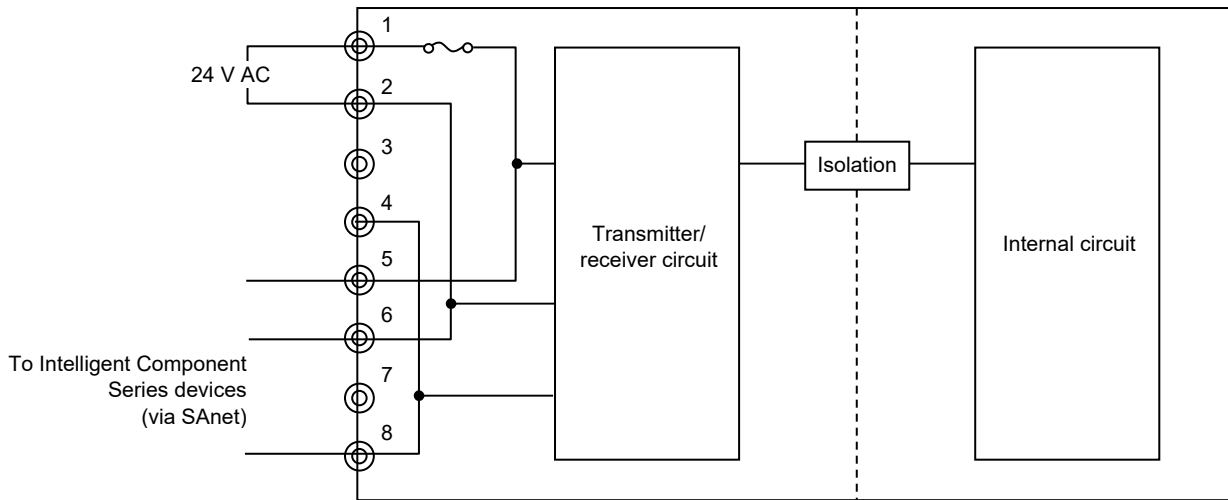 1
24 V AC
2
3
4
5
6
7
8
To Intelligent Component
Series devices
(via SAnet)
Transmitter/
receiver circuit
Isolation
Internal circuit